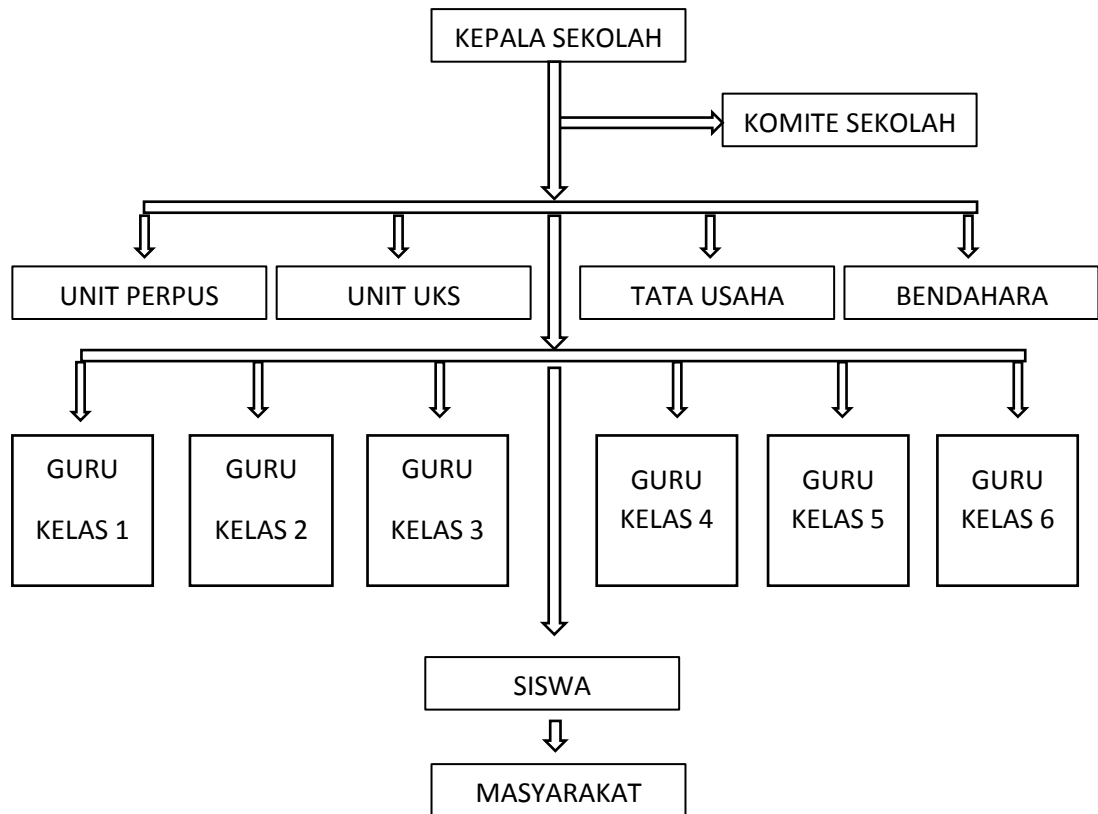 KEPALA SEKOLAH
KOMITE SEKOLAH
UNIT PERPUS
UNIT UKS
TATA USAHA
BENDAHARA
GURU
KELAS 1
GURU
KELAS 2
GURU
KELAS 3
GURU
KELAS 4
GURU
KELAS 5
GURU
KELAS 6
SISWA
MASYARAKAT